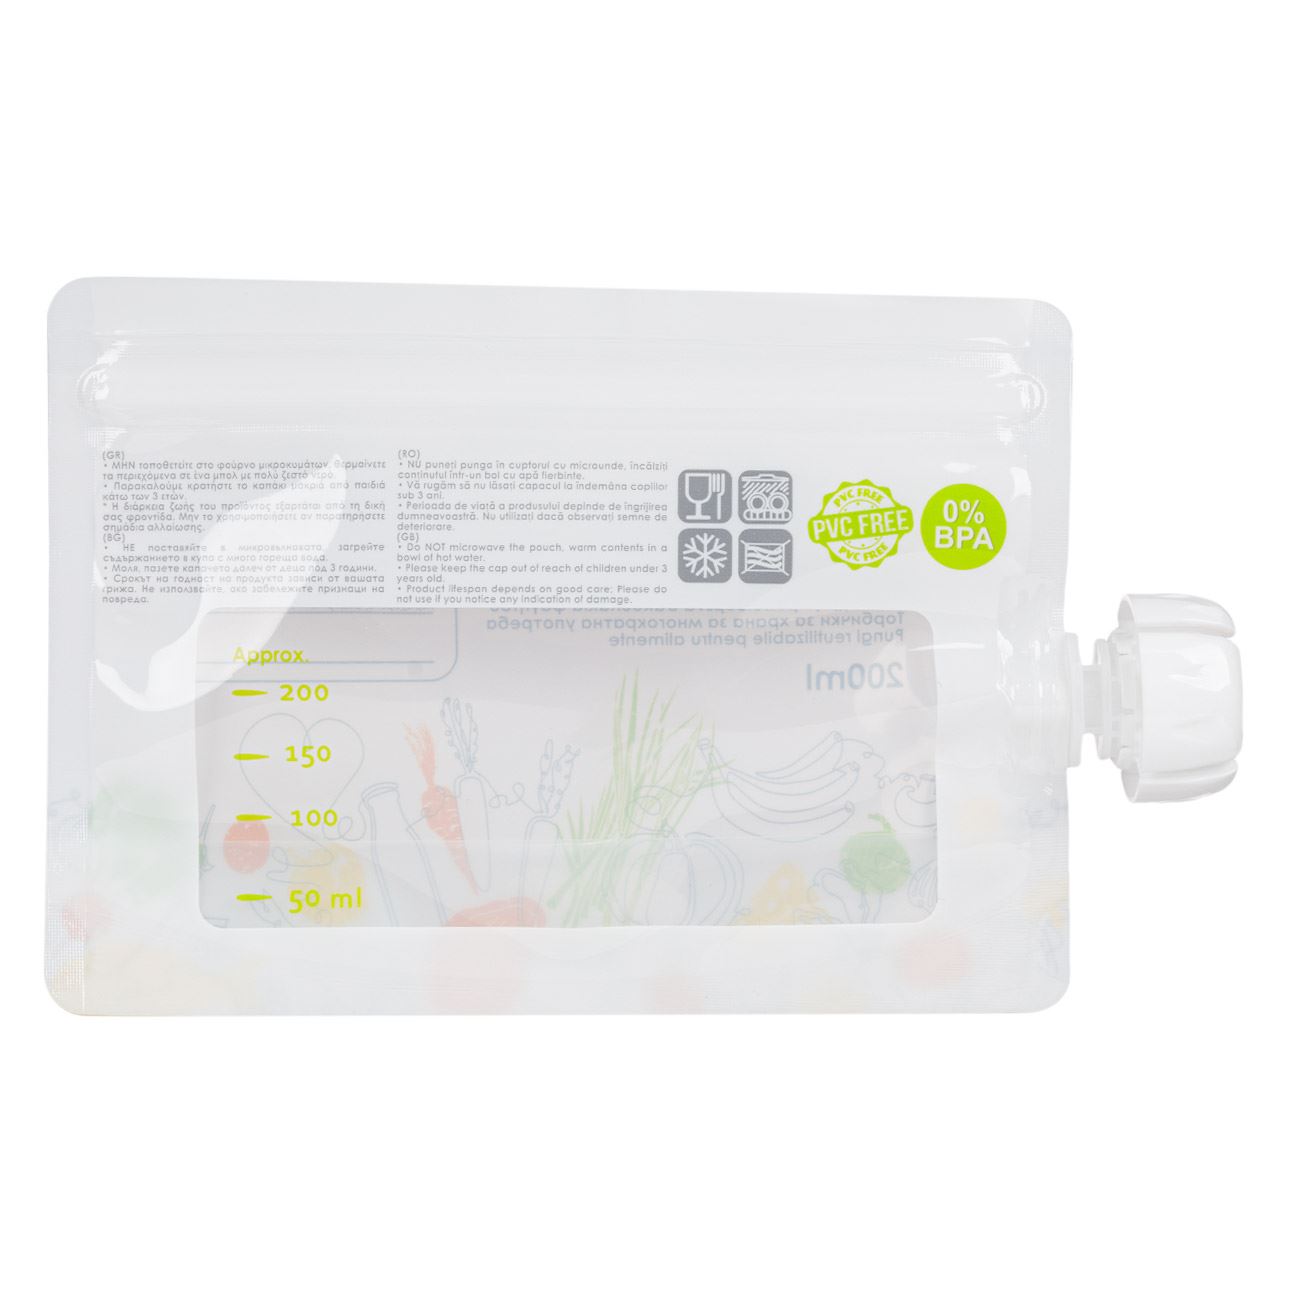 (GR)
• ΜΗΝ τοποθετείτε στο φούρνο μικροκυμάτων, θερμαίνετε
τα περιεχόμενα σε ένα μπολ με πολύ ζεστό νερό.
• Παρακαλούμε κρατήστε το καπάκι μακριά από παιδιά
κάτω των 3 ετών.
* Η διάρκεια ζωής του προϊόντος εξαρτάται από τη δική
σας φροντίδα. Μην το χρησιμοποιήσετε αν παρατηρήσετε
σημάδια αλλοίωσης.
(BG)
• НЕ поставяйте в микровълновата, загрейте
съдържанието в купа с много гореща вода.
• Моля, пазете капачето далеч от деца под 3 години.
• Срокът на годност на продукта зависи от вашата
грижа. Не използвайте, ако забележите признаци на
повреда.
(RO)
• NU puneți punga în cuptorul cu microunde, încălziți
conținutul într-un bol cu apă fierbinte.
• Vă rugăm să nu lăsați capacul la îndemâna copiilor
sub 3 ani.
• Perioada de viață a produsului depinde de îngrijirea
dumneavoastră. Nu utilizați dacă observați semne de
deteriorare.
(GB)
• Do NOT microwave the pouch, warm contents in a
bowl of hot water.
• Please keep the cap out of reach of children under 3
years old.
• Product lifespan depends on good care; Please do
not use if you notice any indication of damage.
PVC FREE
PVC FREE
PVC FREE
0%
BPA
Торбички за храна за многократна употреба
Pungi reutilizabile pentru alimente
200ml
Approx.
200
150
100
50 ml